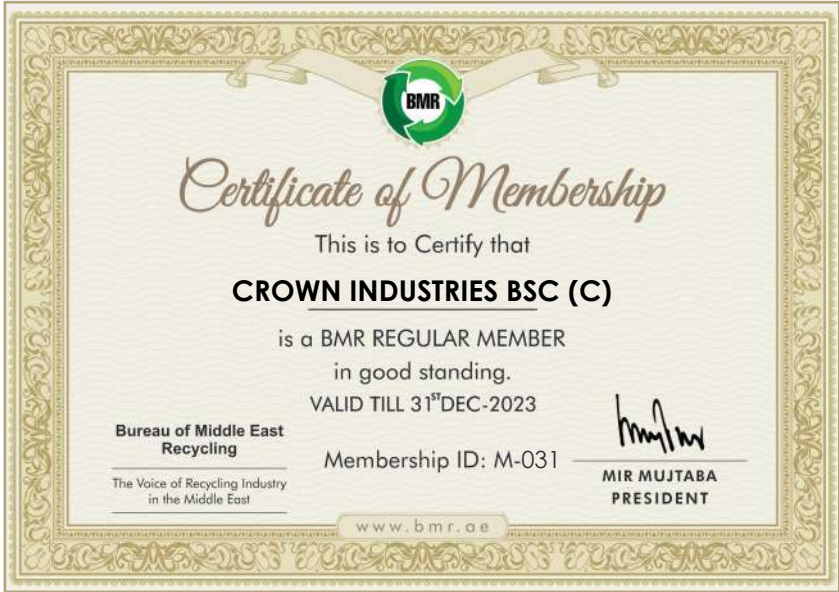 BMR
Certificate of Membership
This is to Certify that
CROWN INDUSTRIES BSC (C)
is a BMR REGULAR MEMBER
in good standing.
VALID TILL 31ST DEC-2023
Bureau of Middle East
Recycling
The Voice of Recycling Industry
in the Middle East
Membership ID: M-031
MIR MUJTABA
PRESIDENT
www.bmr.ae